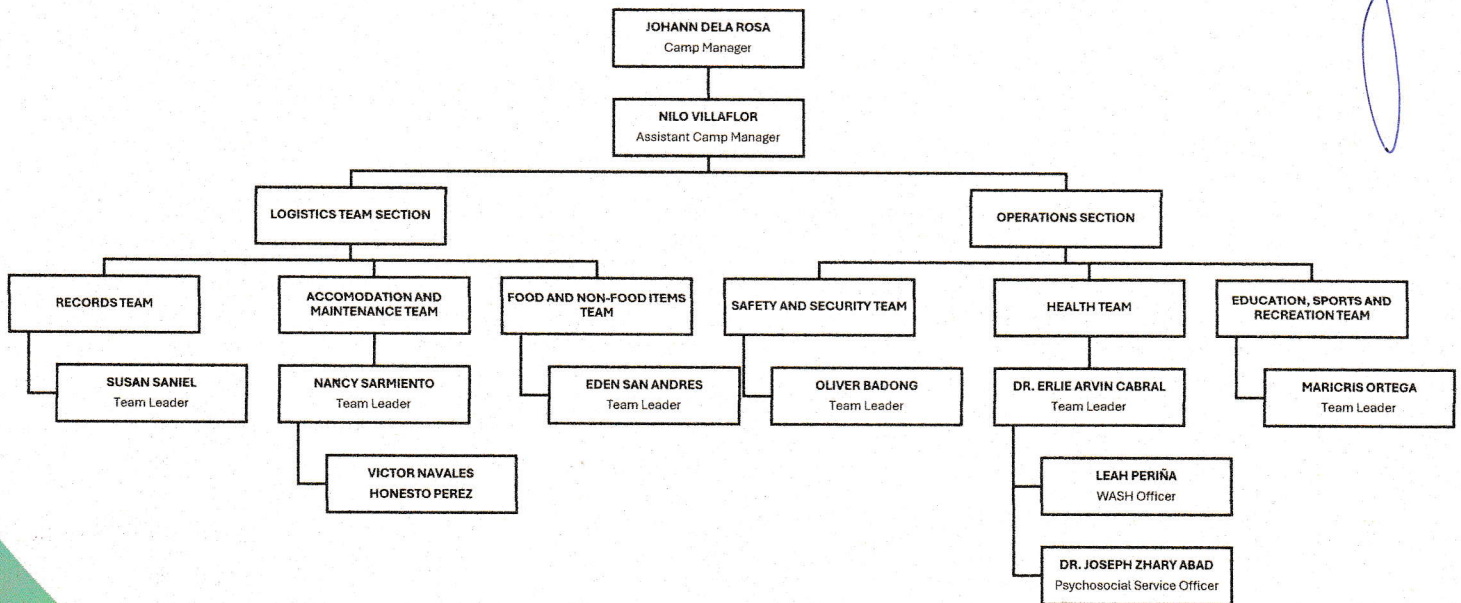 JOHANN DELA ROSA
Camp Manager
NILO VILLAFLOR
Assistant Camp Manager
LOGISTICS TEAM SECTION
OPERATIONS SECTION
RECORDS TEAM
ACCOMODATION AND
MAINTENANCE TEAM
FOOD AND NON-FOOD ITEMS
TEAM
SAFETY AND SECURITY TEAM
HEALTH TEAM
EDUCATION, SPORTS AND
RECREATION TEAM
SUSAN SANIEL
Team Leader
NANCY SARMIENTO
Team Leader
EDEN SAN ANDRES
Team Leader
OLIVER BADONG
Team Leader
DR. ERLIE ARVIN CABRAL
Team Leader
MARICRIS ORTEGA
Team Leader
VICTOR NAVALES
HONESTO PEREZ
LEAH PERIÑA
WASH Officer
DR. JOSEPH ZHARY ABAD
Psychosocial Service Officer